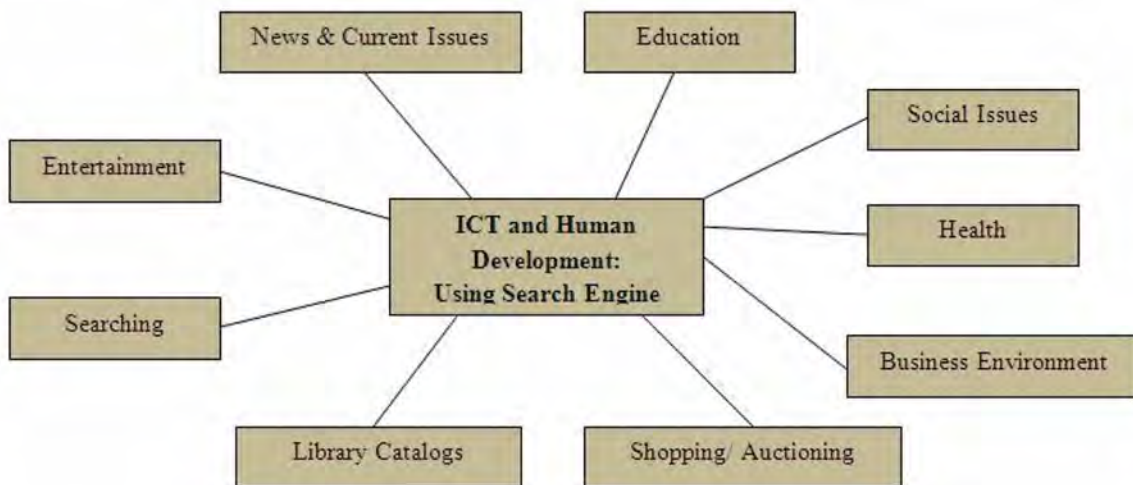 News & Current Issues
Education
Social Issues
Entertainment
ICT and Human
Development:
Using Search Engine
Health
Searching
Business Environment
Library Catalogs
Shopping/ Auctioning